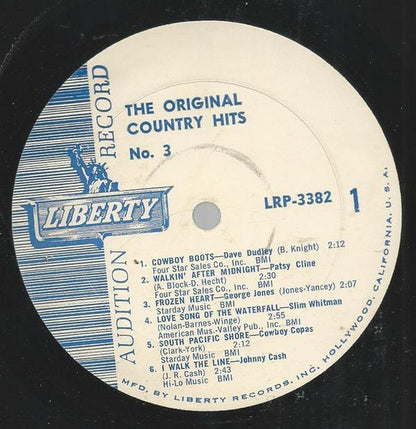 THE ORIGINAL
COUNTRY HITS
No. 3
AUDITION RECORD
LIBERTY
LRP-3382 1
1. COWBOY BOOTS—Dave Dudley (B. Knight) 2:12
Four Star Sales Co., Inc. BMI
2. WALKIN' AFTER MIDNIGHT—Patsy Cline
(A. Block-D. Hecht) 2:30
Four Star Sales Co., Inc. BMI
3. FROZEN HEART—George Jones (Jones-Yancey) 2:07
Starday Music BMI
4. LOVE SONG OF THE WATERFALL—Slim Whitman
(Nolan-Barnes-Winge) 2:55
American Mus.-Valley Pub., Inc. BMI
5. SOUTH PACIFIC SHORE—Cowboy Copas
(Clark-York) 2:12
Starday Music BMI
6. I WALK THE LINE—Johnny Cash
(J. R. Cash) 2:43
Hi-Lo Music BMI
MFD. BY LIBERTY RECORDS, INC. HOLLYWOOD, CALIFORNIA, U. S. A.